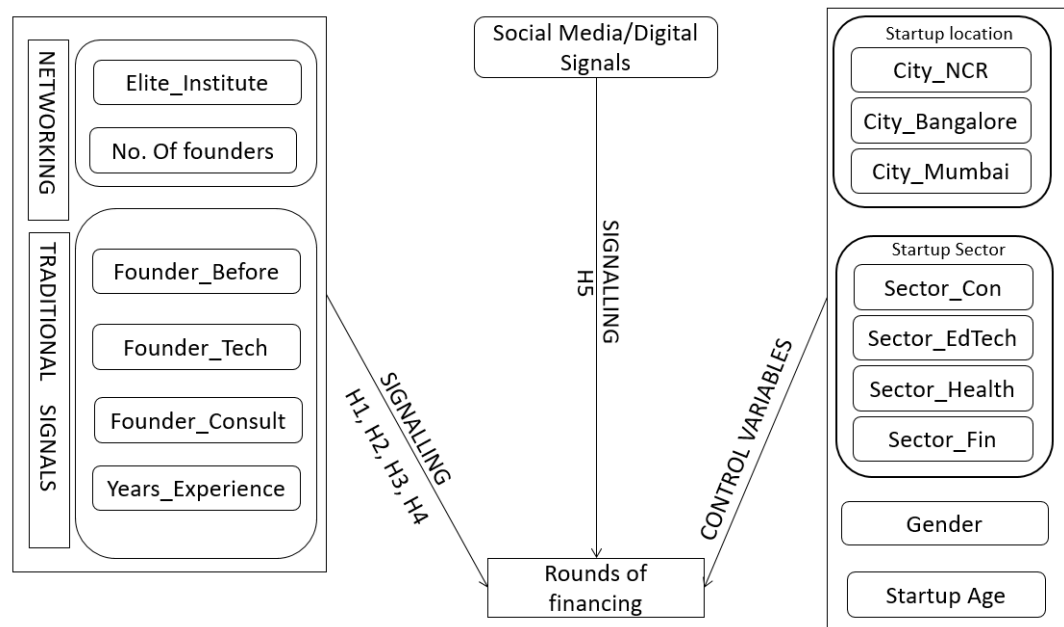 NETWORKING
Elite_Institute
No. Of founders
TRADITIONAL SIGNALS
Founder_Before
Founder_Tech
Founder_Consult
Years_Experience
SIGNALLING
H1, H2, H3, H4
Social Media/Digital
Signals
SIGNALLING
H5
Rounds of
financing
CONTROL VARIABLES
Startup location
City_NCR
City_Bangalore
City_Mumbai
Startup Sector
Sector_Con
Sector_EdTech
Sector_Health
Sector_Fin
Gender
Startup Age